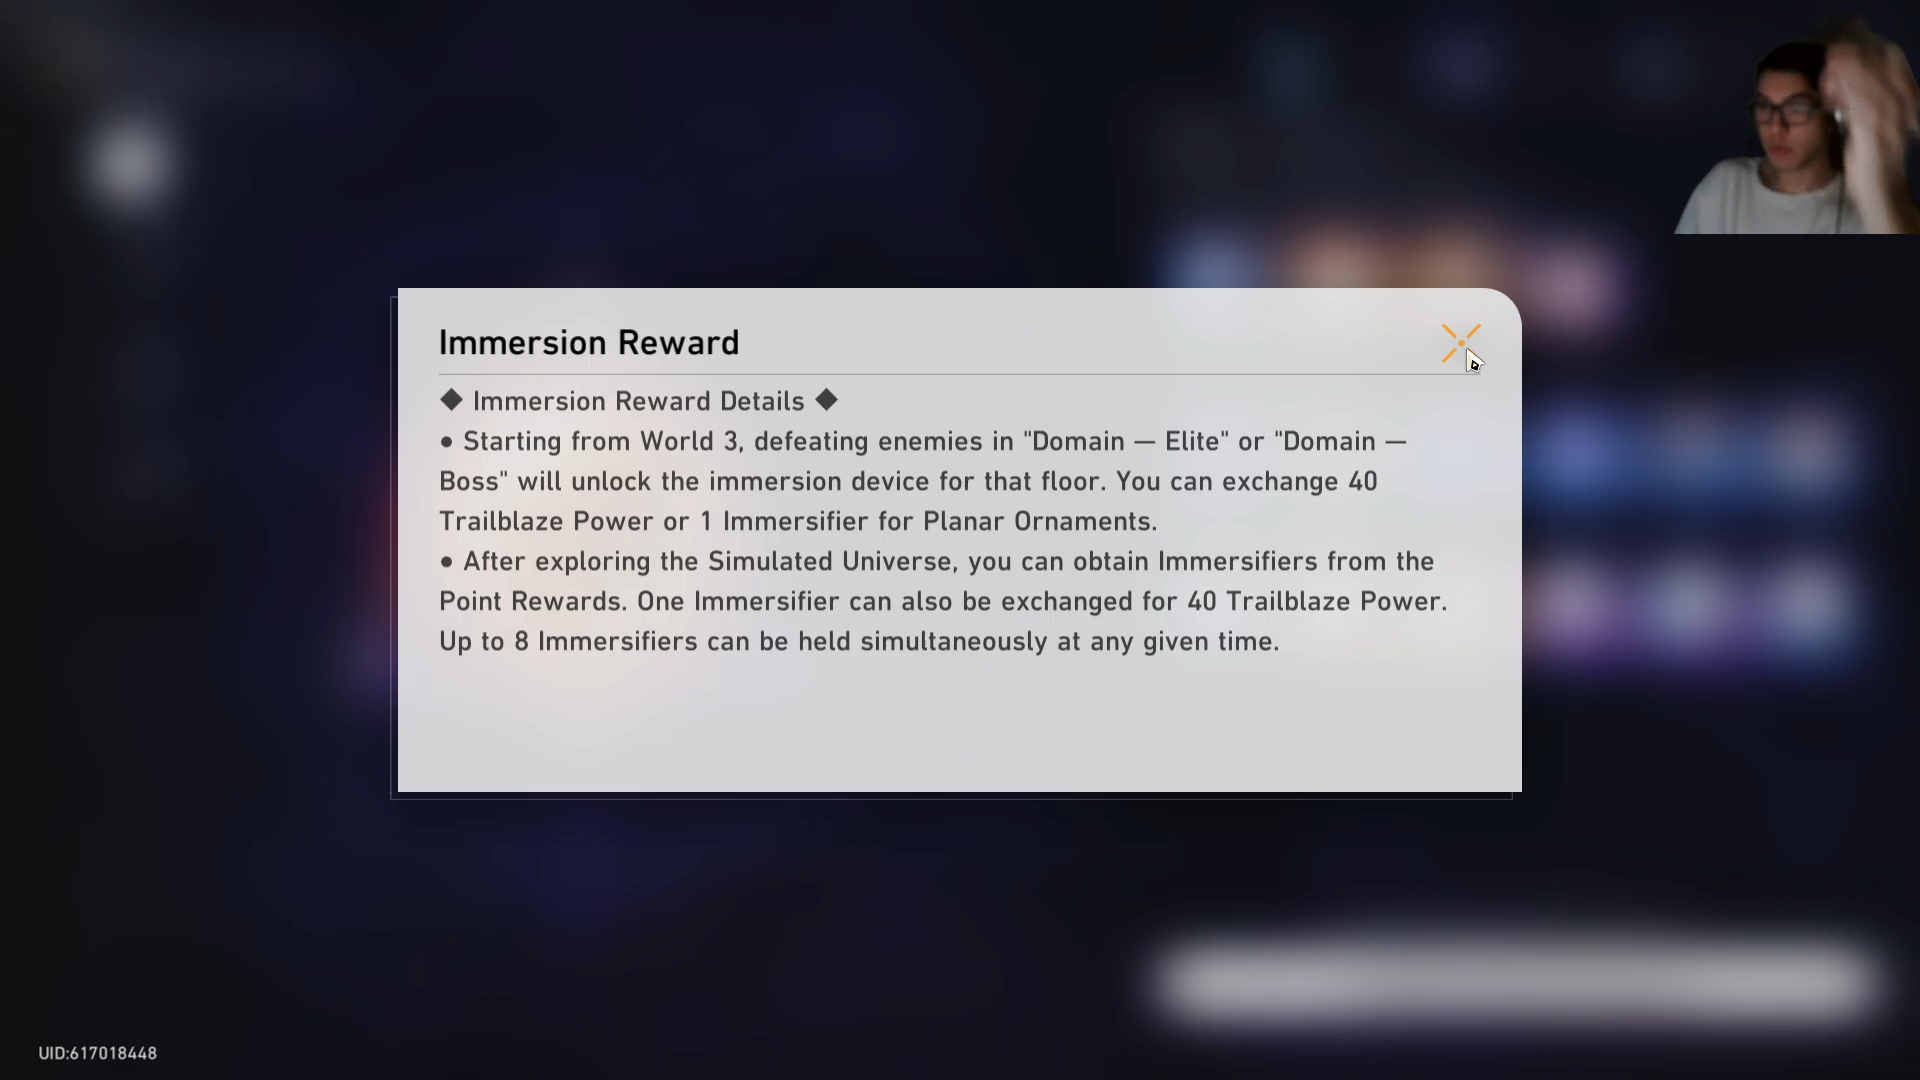 Immersion Reward
◆ Immersion Reward Details ◆
● Starting from World 3, defeating enemies in "Domain — Elite" or "Domain —
Boss" will unlock the immersion device for that floor. You can exchange 40
Trailblaze Power or 1 Immersifier for Planar Ornaments.
● After exploring the Simulated Universe, you can obtain Immersifiers from the
Point Rewards. One Immersifier can also be exchanged for 40 Trailblaze Power.
Up to 8 Immersifiers can be held simultaneously at any given time.
UID:617018448